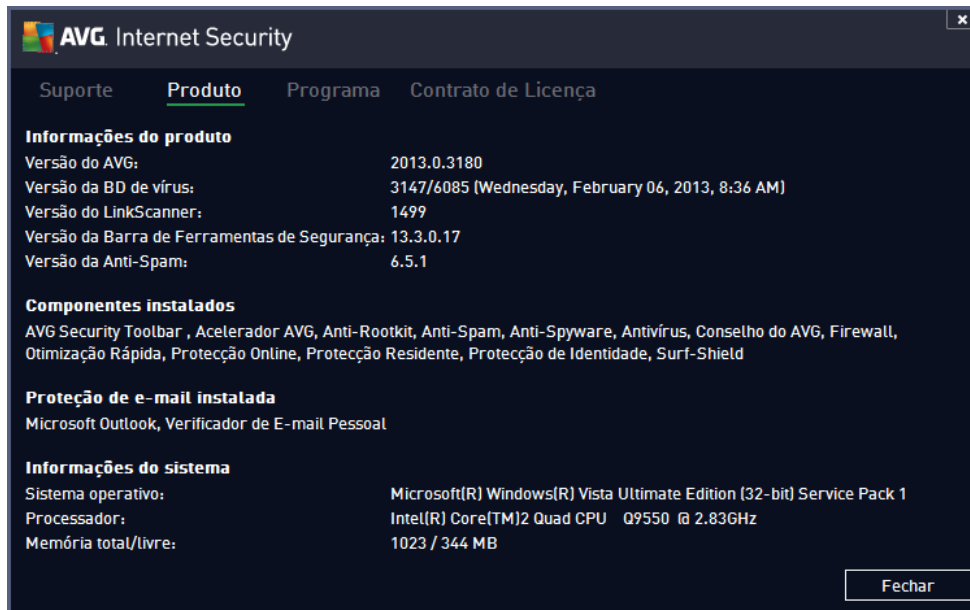 AVG. Internet Security
x
Suporte Produto Programa Contrato de Licença
Informações do produto
Versão do AVG: 2013.0.3180
Versão da BD de vírus: 3147/6085 (Wednesday, February 06, 2013, 8:36 AM)
Versão do LinkScanner: 1499
Versão da Barra de Ferramentas de Segurança: 13.3.0.17
Versão da Anti-Spam: 6.5.1
Componentes instalados
AVG Security Toolbar , Acelerador AVG, Anti-Rootkit, Anti-Spam, Anti-Spyware, Antivírus, Conselho do AVG, Firewall,
Otimização Rápida, Protecção Online, Protecção Residente, Protecção de Identidade, Surf-Shield
Proteção de e-mail instalada
Microsoft Outlook, Verificador de E-mail Pessoal
Informações do sistema
Sistema operativo: Microsoft(R) Windows(R) Vista Ultimate Edition (32-bit) Service Pack 1
Processador: Intel(R) Core(TM)2 Quad CPU Q9550 @ 2.83GHz
Memória total/livre: 1023 / 344 MB
Fechar